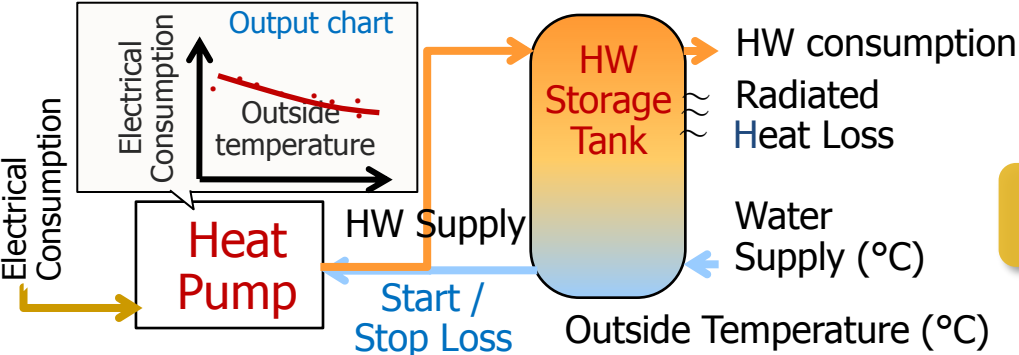 Output chart
Electrical
Consumption
Outside
temperature
Electrical
Consumption
Heat
Pump
HW Supply
Start /
Stop Loss
HW
Storage
Tank
HW consumption
Radiated
Heat Loss
Water
Supply (°C)
Outside Temperature (°C)